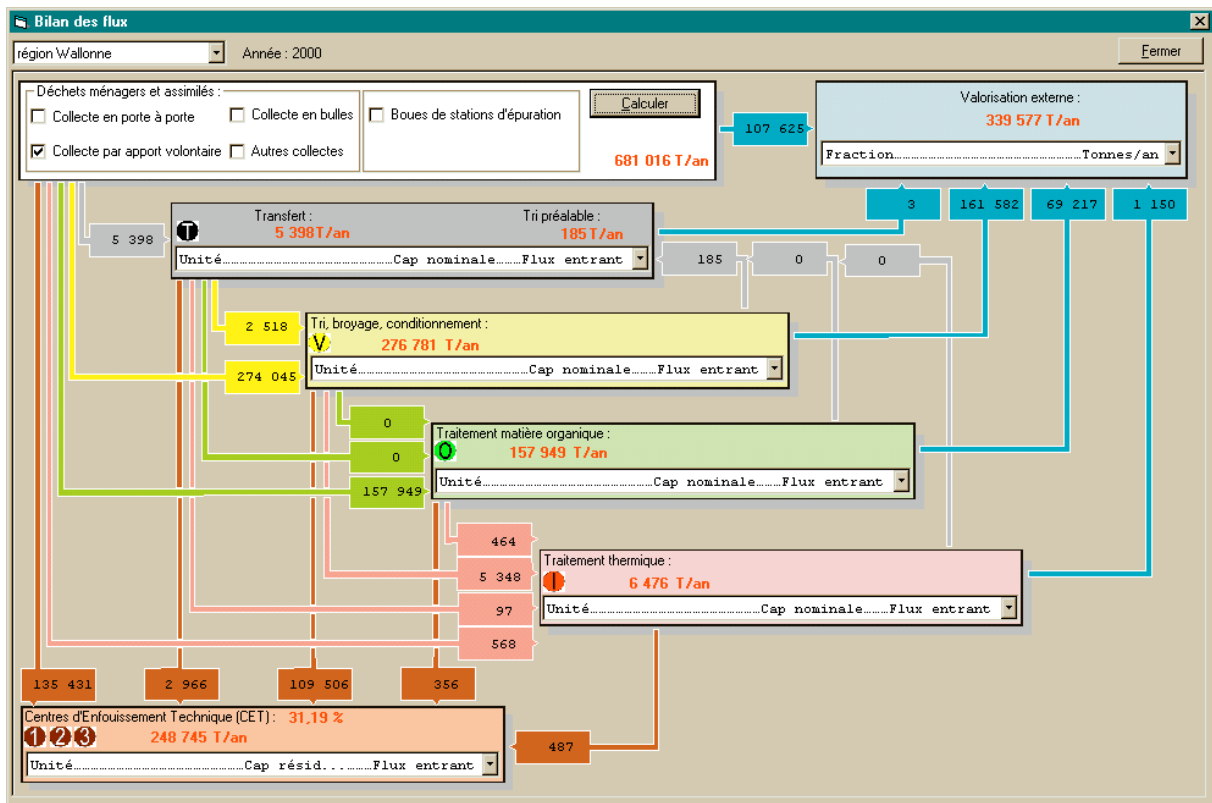 Bilan des flux
région Wallonne
Année : 2000
Fermer
Déchets ménagers et assimilés :
Collecte en porte à porte
Collecte en bulles
Boues de stations d'épuration
Calculer
Collecte par apport volontaire
Autres collectes
681 016 T/an
107 625
Valorisation externe :
339 577 T/an
Fraction.......................................................Tonnes/an
3
161 582
69 217
1 150
5 398
Transfert :
Tri préalable :
T
5 398T/an
185T/an
Unité..................................................Cap nominale.......Flux entrant
185
0
0
2 518
Tri, broyage, conditionnement :
V
276 781 T/an
274 045
Unité..................................................Cap nominale.......Flux entrant
0
Traitement matière organique :
0
O
157 949 T/an
157 949
Unité..................................................Cap nominale.......Flux entrant
464
Traitement thermique :
5 348
I
6 476 T/an
97
Unité..................................................Cap nominale.......Flux entrant
568
135 431
2 966
109 506
356
Centres d'Enfouissement Technique (CET) : 31,19 %
1 2 3
248 745 T/an
487
Unité..................................................Cap résid.........Flux entrant